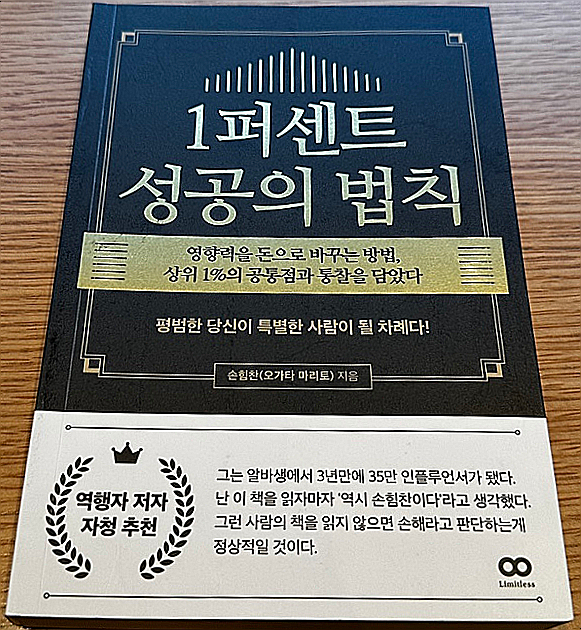 1퍼센트
성공의 법칙
영향력을 돈으로 바꾸는 방법,
상위 1%의 공통점과 통찰을 담았다
평범한 당신이 특별한 사람이 될 차례다!
손힘찬(오가타 마리토) 지음
역행자 저자
자청 추천
그는 알바생에서 3년만에 35만 인플루언서가 됐다.
난 이 책을 읽자마자 '역시 손힘찬이다'라고 생각했다.
그런 사람의 책을 읽지 않으면 손해라고 판단하는게
정상적일 것이다.
Limitless